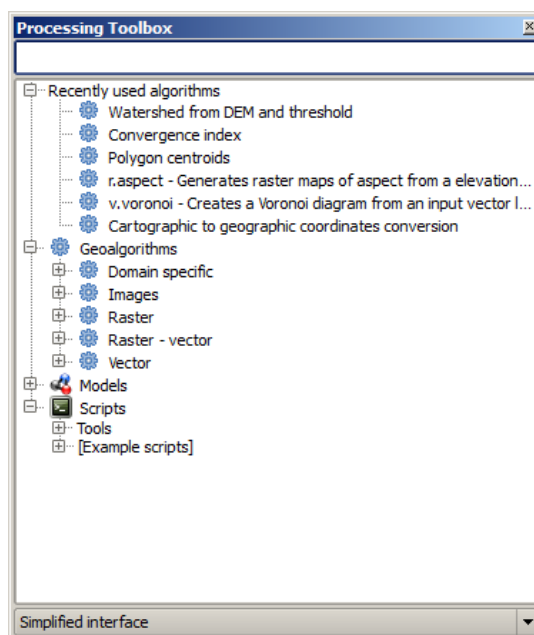 Processing Toolbox
Recently used algorithms
Watershed from DEM and threshold
Convergence index
Polygon centroids
r.aspect - Generates raster maps of aspect from a elevation...
v.voronoi - Creates a Voronoi diagram from an input vector l...
Cartographic to geographic coordinates conversion
Geoalgorithms
Domain specific
Images
Raster
Raster - vector
Vector
Models
Scripts
Tools
[Example scripts]
Simplified interface